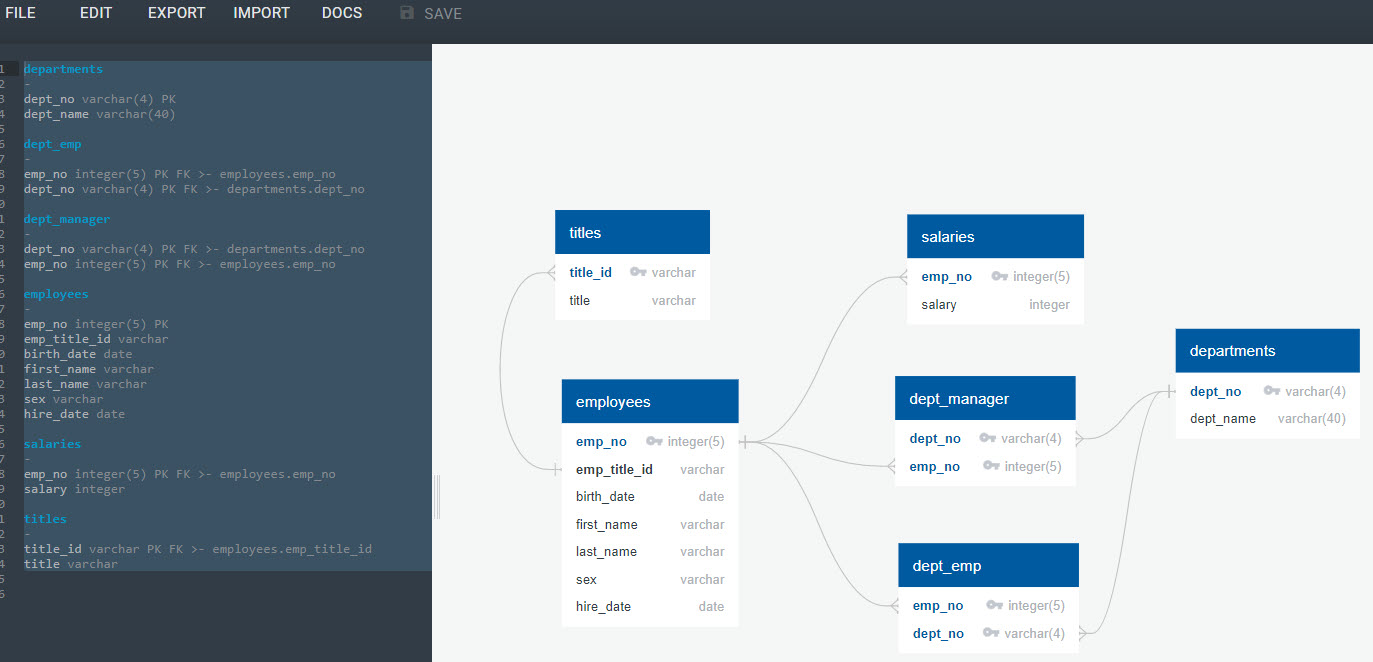 FILE EDIT EXPORT IMPORT DOCS SAVE
1 departments
2 -
3 dept_no varchar(4) PK
4 dept_name varchar(40)
5
6 dept_emp
7 -
8 emp_no integer(5) PK FK >- employees.emp_no
9 dept_no varchar(4) PK FK >- departments.dept_no
0
1 dept_manager
2 -
3 dept_no varchar(4) PK FK >- departments.dept_no
4 emp_no integer(5) PK FK >- employees.emp_no
5
6 employees
7 -
8 emp_no integer(5) PK
9 emp_title_id varchar
0 birth_date date
1 first_name varchar
2 last_name varchar
3 sex varchar
4 hire_date date
5
6 salaries
7 -
8 emp_no integer(5) PK FK >- employees.emp_no
9 salary integer
0
1 titles
2 -
3 title_id varchar PK FK >- employees.emp_title_id
4 title varchar
5
6
titles
title_id varchar
title varchar
employees
emp_no integer(5)
emp_title_id varchar
birth_date date
first_name varchar
last_name varchar
sex varchar
hire_date date
salaries
emp_no integer(5)
salary integer
dept_manager
dept_no varchar(4)
emp_no integer(5)
dept_emp
emp_no integer(5)
dept_no varchar(4)
departments
dept_no varchar(4)
dept_name varchar(40)